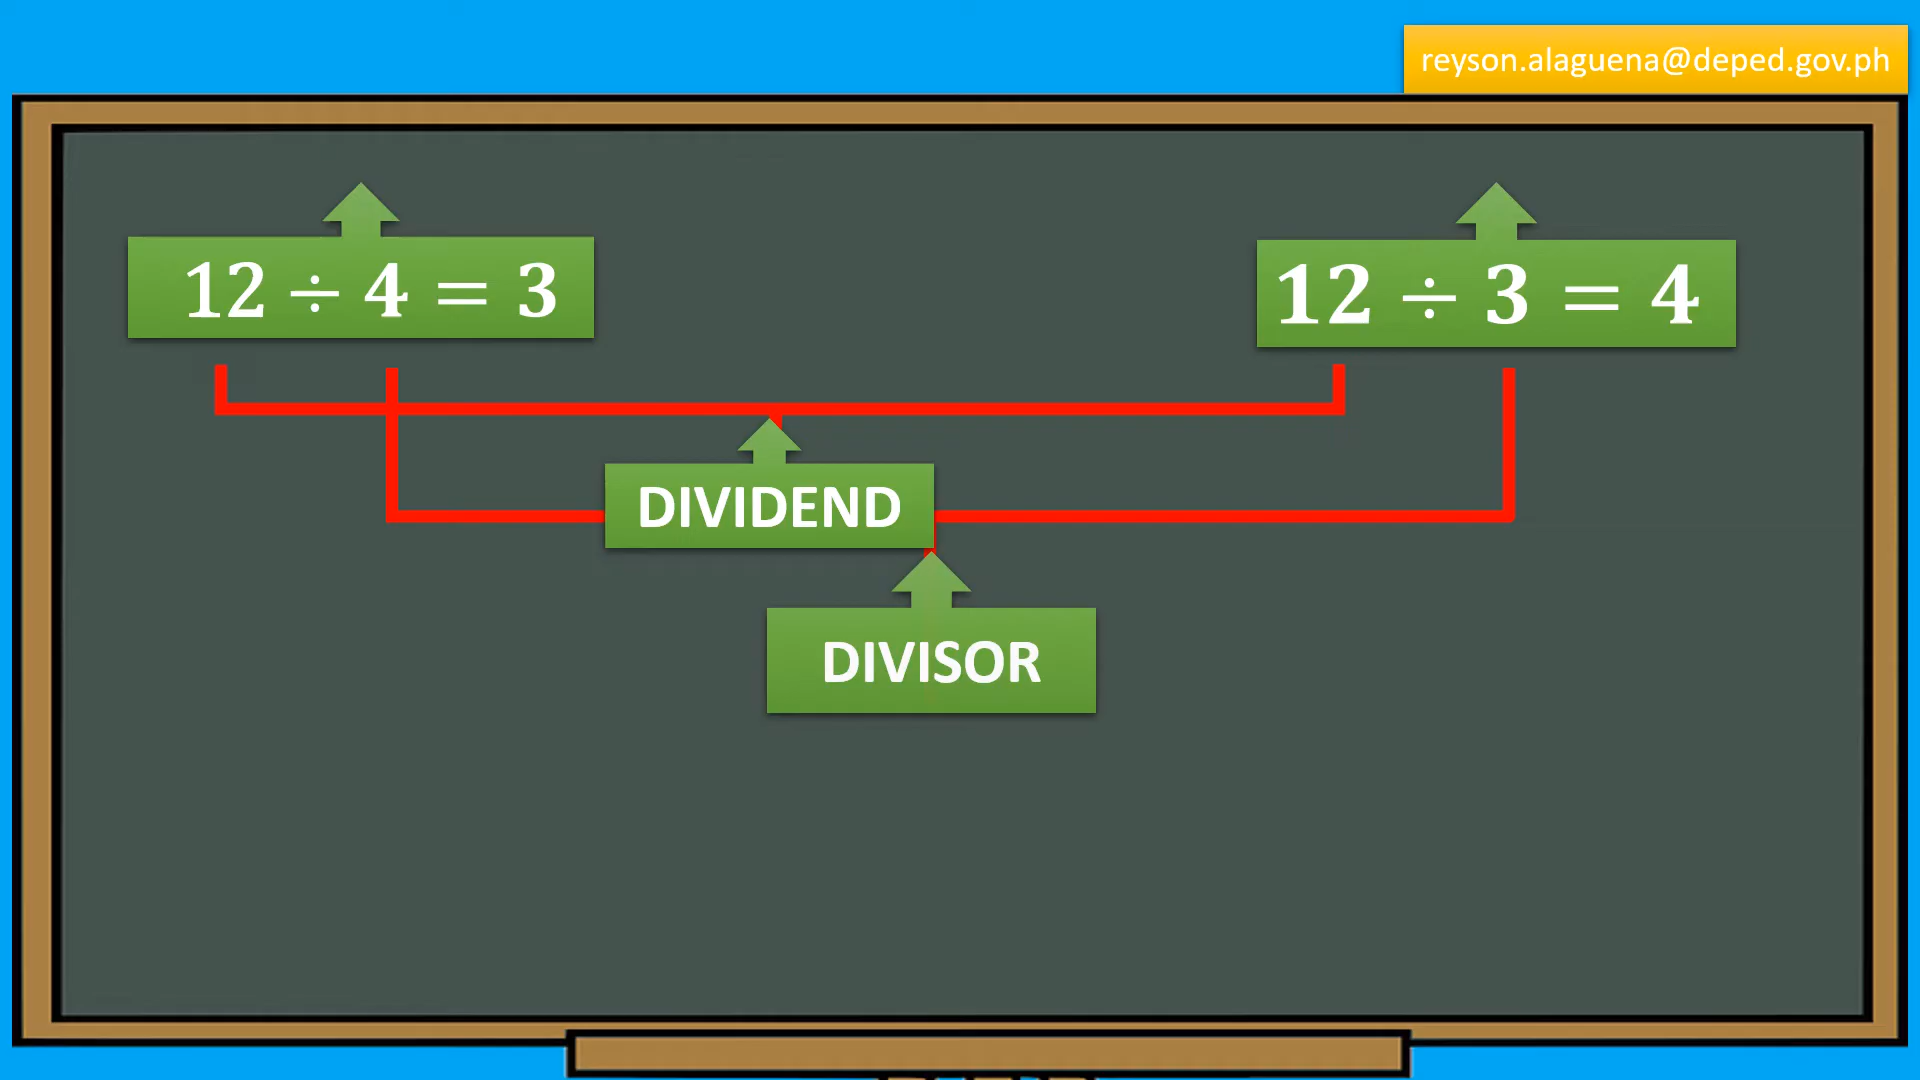 reyson.alaguena@deped.gov.ph
12 ÷ 4 = 3
12 ÷ 3 = 4
DIVIDEND
DIVISOR